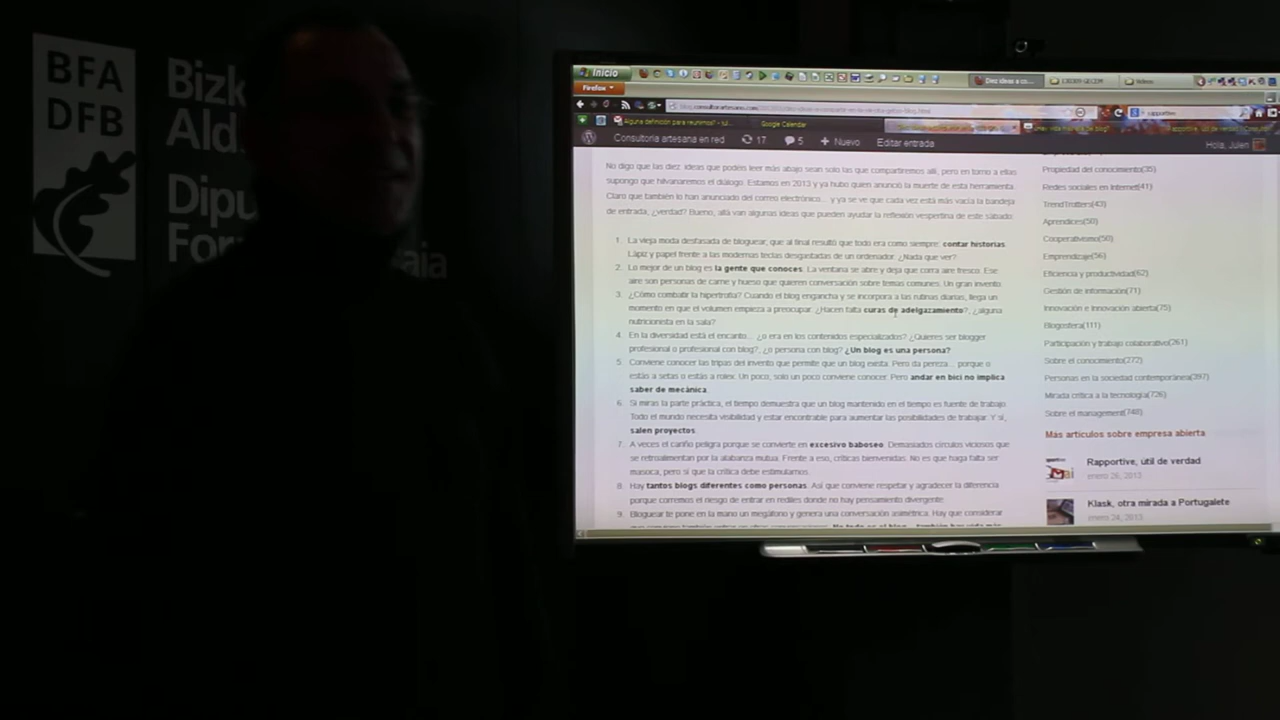 BFA
DFB
Bizk
Ald.
Dipu
For
aia
Inicio
Firefox
Diez ideas a co...
130309-GECEM
Videos
Alguna definición para reunirnos? - tul...
Google Calendar
rapportive
Consultoria artesana en red
17
5
Nuevo
Editar entrada
Hola, Julen
No digo que las diez ideas que podéis leer más abajo sean solo las que compartiremos allí, pero en torno a ellas
supongo que hilvanaremos el diálogo. Estamos en 2013 y ya hubo quien anunció la muerte de esta herramienta.
Claro que también lo han anunciado del correo electrónico... y ya se ve que cada vez está más vacía la bandeja
de entrada, ¿verdad? Bueno, allá van algunas ideas que pueden ayudar la reflexión vespertina de este sábado:
1. La vieja moda desfasada de bloguear, que al final resultó que todo era como siempre: contar historias.
Lápiz y papel frente a las modernas teclas desgastadas de un ordenador. ¿Nada que ver?
2. Lo mejor de un blog es la gente que conoces. La ventana se abre y deja que corra aire fresco. Ese
aire son personas de carne y hueso que quieren conversación sobre temas comunes. Un gran invento.
3. ¿Cómo combatir la hipertrofia? Cuando el blog engancha y se incorpora a las rutinas diarias, llega un
momento en que el volumen empieza a preocupar. ¿Hacen falta curas de adelgazamiento?, ¿alguna
nutricionista en la sala?
4. En la diversidad está el encanto... ¿o era en los contenidos especializados? ¿Quieres ser blogger
profesional o profesional con blog?, ¿o persona con blog? ¿Un blog es una persona?
5. Conviene conocer las tripas del invento que permite que un blog exista. Pero da pereza... porque o
estás a setas o estás a rolex. Un poco, solo un poco conviene conocer. Pero andar en bici no implica
saber de mecánica.
6. Si miras la parte práctica, el tiempo demuestra que un blog mantenido en el tiempo es fuente de trabajo.
Todo el mundo necesita visibilidad y estar encontrable para aumentar las posibilidades de trabajar. Y sí,
salen proyectos.
7. A veces el cariño peligra porque se convierte en excesivo baboseo. Demasiados círculos viciosos que
se retroalimentan por la alabanza mutua. Frente a eso, críticas bienvenidas. No es que haga falta ser
masoca, pero sí que la crítica debe estimularnos.
8. Hay tantos blogs diferentes como personas. Así que conviene respetar y agradecer la diferencia
porque corremos el riesgo de entrar en rediles donde no hay pensamiento divergente.
9. Bloguear te pone en la mano un megáfono y genera una conversación asimétrica. Hay que considerar
Propiedad del conocimiento(35)
Redes sociales en Internet(41)
TrendTrotters(43)
Aprendices(50)
Cooperativismo(50)
Emprendizaje(56)
Eficiencia y productividad(62)
Gestión de información(71)
Innovación e Innovación abierta(75)
Blogosfera(111)
Participación y trabajo colaborativo(261)
Sobre el conocimiento(272)
Personas en la sociedad contemporánea(397)
Mirada crítica a la tecnología(726)
Sobre el management(748)
Más artículos sobre empresa abierta
Rapportive, útil de verdad
enero 26, 2013
Klask, otra mirada a Portugalete
enero 24, 2013